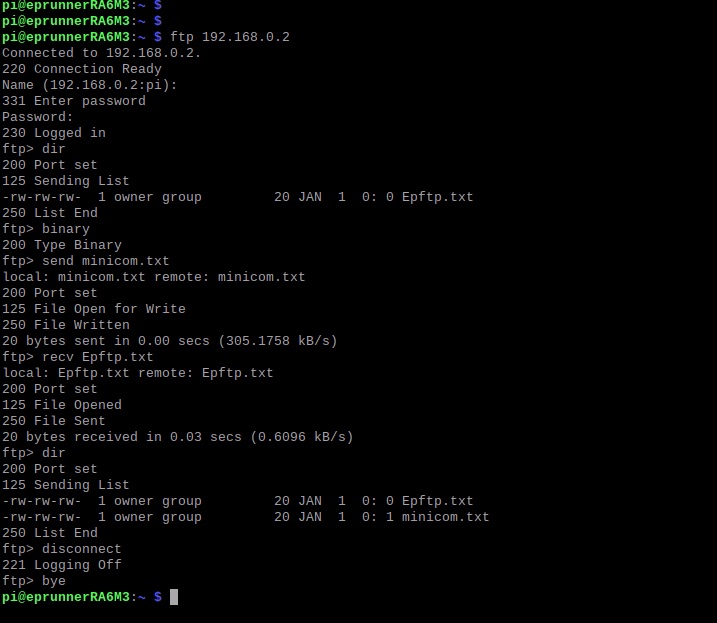 pi@eprunnerRA6M3:~ $
pi@eprunnerRA6M3:~ $
pi@eprunnerRA6M3:~ $ ftp 192.168.0.2
Connected to 192.168.0.2.
220 Connection Ready
Name (192.168.0.2:pi):
331 Enter password
Password:
230 Logged in
ftp> dir
200 Port set
125 Sending List
-rw-rw-rw-  1 owner group         20 JAN  1  0: 0 Epftp.txt
250 List End
ftp> binary
200 Type Binary
ftp> send minicom.txt
local: minicom.txt remote: minicom.txt
200 Port set
125 File Open for Write
250 File Written
20 bytes sent in 0.00 secs (305.1758 kB/s)
ftp> recv Epftp.txt
local: Epftp.txt remote: Epftp.txt
200 Port set
125 File Opened
250 File Sent
20 bytes received in 0.03 secs (0.6096 kB/s)
ftp> dir
200 Port set
125 Sending List
-rw-rw-rw-  1 owner group         20 JAN  1  0: 0 Epftp.txt
-rw-rw-rw-  1 owner group         20 JAN  1  0: 1 minicom.txt
250 List End
ftp> disconnect
221 Logging Off
ftp> bye
pi@eprunnerRA6M3:~ $